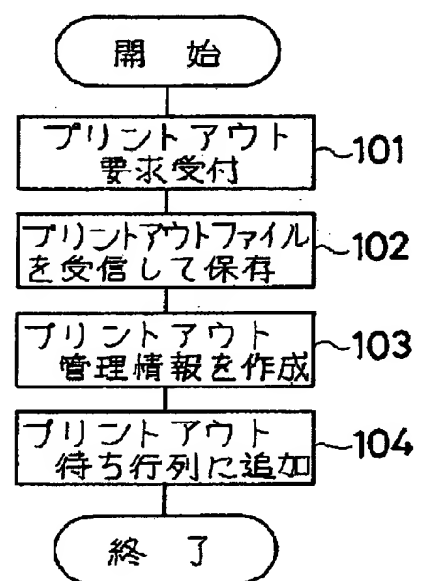 開始
プリントアウト
要求受付
101
プリントアウトファイル
を受信して保存
102
プリントアウト
管理情報を作成
103
プリントアウト
待ち行列に追加
104
終了